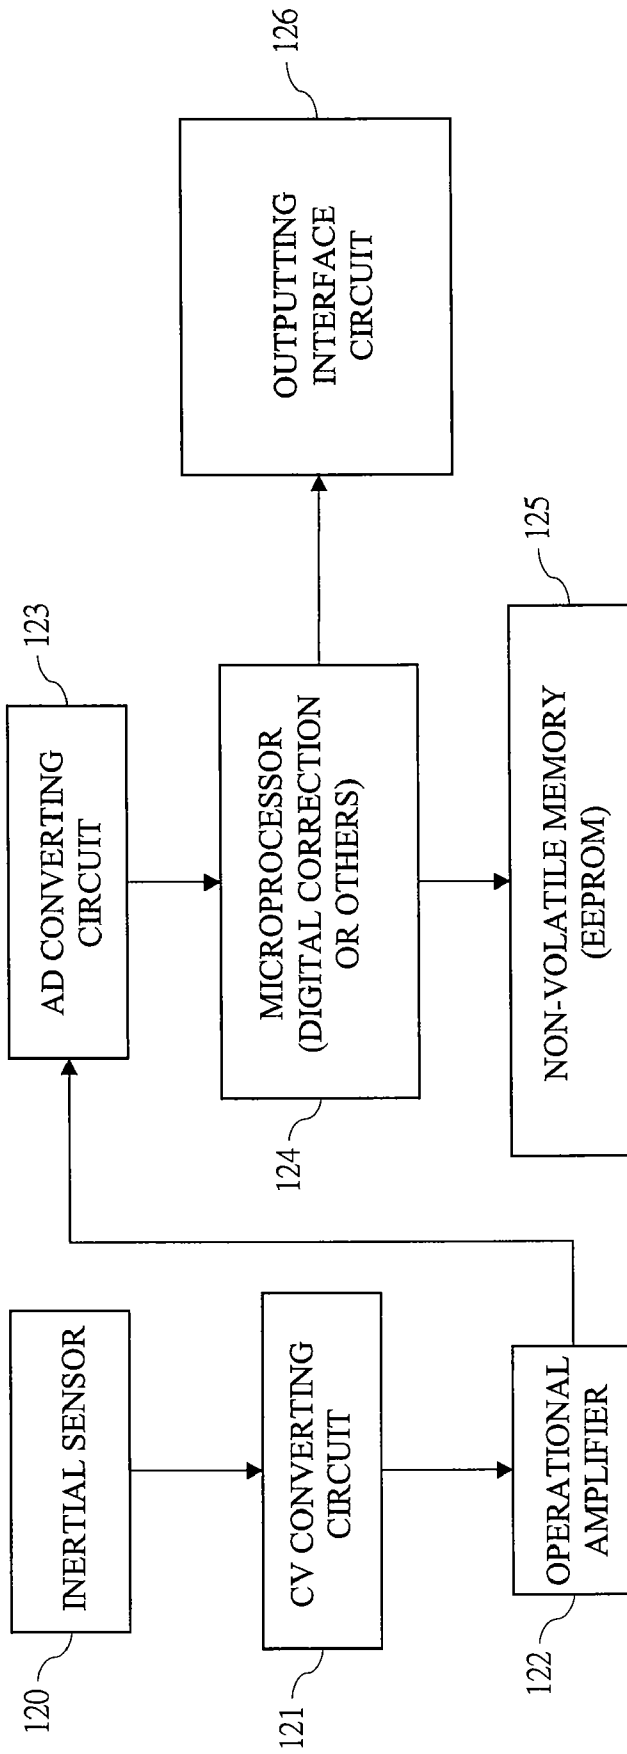 120
INERTIAL SENSOR
121
CV CONVERTING
CIRCUIT
122
OPERATIONAL
AMPLIFIER
123
AD CONVERTING
CIRCUIT
124
MICROPROCESSOR
(DIGITAL CORRECTION
OR OTHERS)
125
NON-VOLATILE MEMORY
(EEPROM)
126
OUTPUTTING
INTERFACE
CIRCUIT